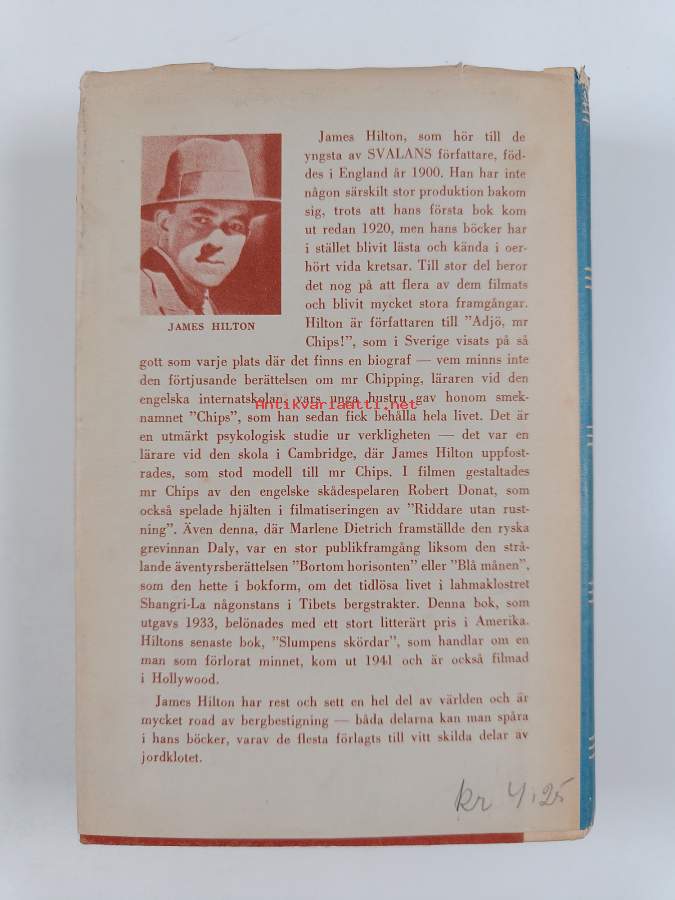 James Hilton, som hör till de
yngsta av SVALANS författare, föd-
des i England år 1900. Han har inte
någon särskilt stor produktion bakom
sig, trots att hans första bok kom
ut redan 1920, men hans böcker har
i stället blivit lästa och kända i oer-
hört vida kretsar. Till stor del beror
det nog på att flera av dem filmats
och blivit mycket stora framgångar.
JAMES HILTON
Hilton är författaren till "Adjö, mr
Chips!", som i Sverige visats på så
gott som varje plats där det finns en biograf — vem minns inte
den förtjusande berättelsen om mr Chipping, läraren vid den
engelska internatskolan, vars unga hustru gav honom smek-
Antikvariaatti.net
namnet "Chips", som han sedan fick behålla hela livet. Det är
en utmärkt psykologisk studie ur verkligheten — det var en
lärare vid den skola i Cambridge, där James Hilton uppfost-
rades, som stod modell till mr Chips. I filmen gestaltades
mr Chips av den engelske skådespelaren Robert Donat, som
också spelade hjälten i filmatiseringen av "Riddare utan rust-
ning". Även denna, där Marlene Dietrich framställde den ryska
grevinnan Daly, var en stor publikframgång liksom den strå-
lande äventyrsberättelsen "Bortom horisonten" eller "Blå månen",
som den hette i bokform, om det tidlösa livet i lahmaklostret
Shangri-La någonstans i Tibets bergstrakter. Denna bok, som
utgavs 1933, belönades med ett stort litterärt pris i Amerika.
Hiltons senaste bok, "Slumpens skördar", som handlar om en
man som förlorat minnet, kom ut 1941 och är också filmad
i Hollywood.
James Hilton har rest och sett en hel del av världen och är
mycket road av bergbestigning — båda delarna kan man spåra
i hans böcker, varav de flesta förlagts till vitt skilda delar av
jordklotet.
kr 4:25